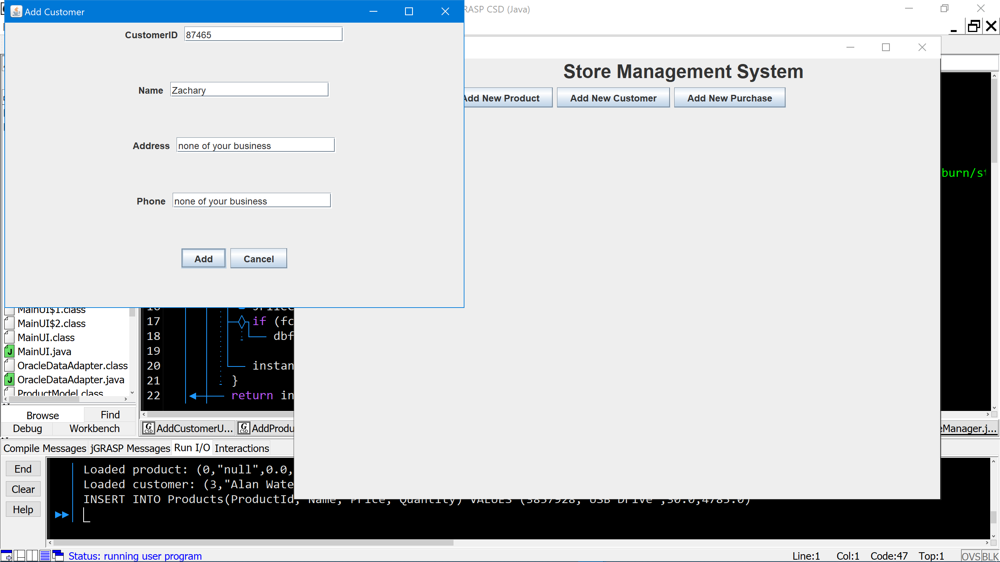 Add Customer
RASP CSD (Java)
CustomerID 87465
Name Zachary
Address none of your business
Phone none of your business
Add Cancel
Store Management System
Add New Product Add New Customer Add New Purchase
burn/st
MainUI$1.class
MainUI$2.class
MainUI.class
MainUI.java
OracleDataAdapter.class
OracleDataAdapter.java
ProductModel.class
16
17 if (fc
18 dbf
19
20 instan
21 }
22 return in
Browse Find
Debug Workbench
AddCustomerU... AddProdu eManager.j...
Compile Messages jGRASP Messages Run I/O Interactions
End
Clear
Help
Loaded product: (0,"null",0.0,
Loaded customer: (3,"Alan Wate
INSERT INTO Products(ProductId, Name, Price, Quantity) VALUES (3857928,'USB Drive',30.0,4785.0)
Status: running user program
Line:1 Col:1 Code:47 Top:1 OVS BLK